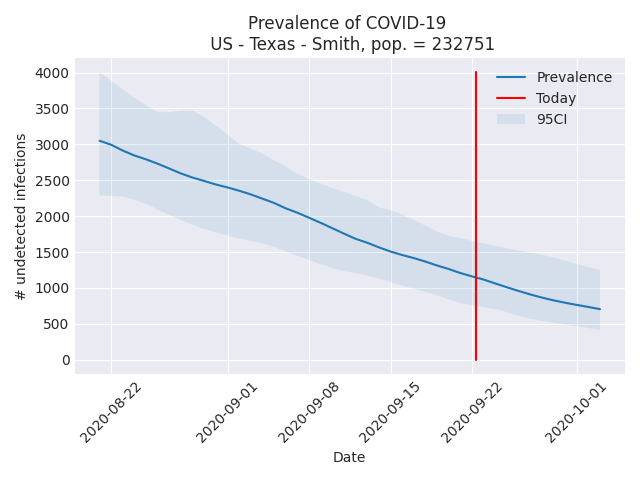 Prevalence of COVID-19
US - Texas - Smith, pop. = 232751
4000
3500
3000
2500
2000
1500
1000
500
0
# undetected infections
Prevalence
Today
95CI
2020-08-22
2020-09-01
2020-09-08
2020-09-15
2020-09-22
2020-10-01
Date